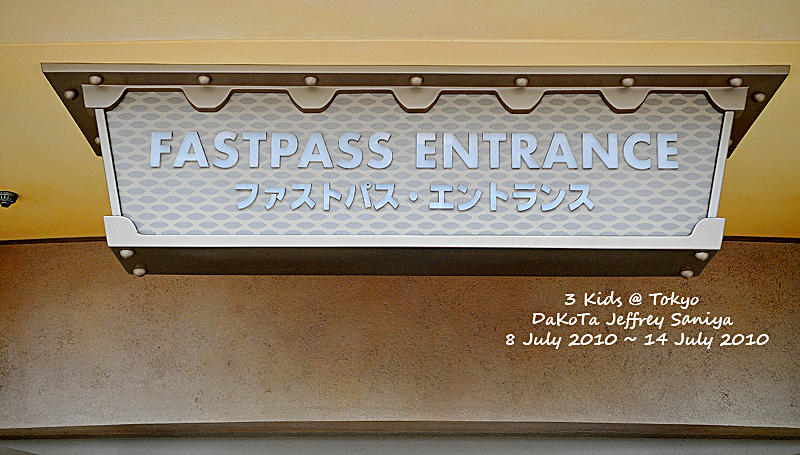 FASTPASS ENTRANCE
ファストパス・エントランス
3 Kids @ Tokyo
DaKoTa Jeffrey Saniya
8 July 2010 ~ 14 July 2010